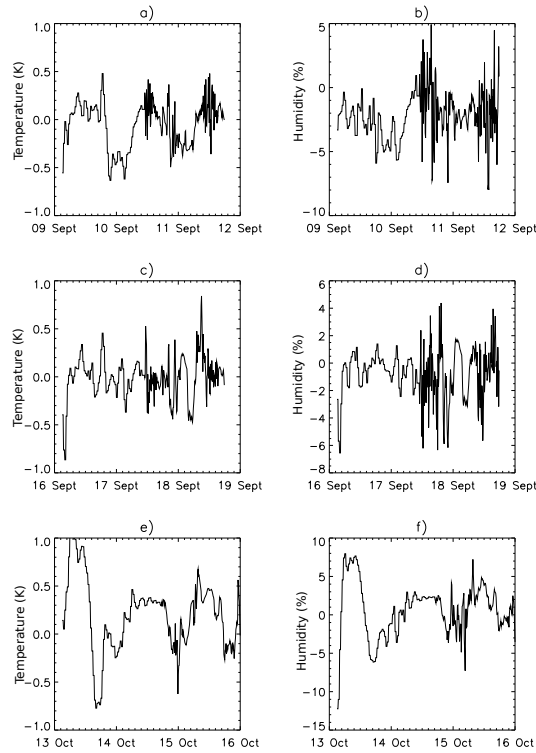 a)
b)
1.0
0.5
0.0
−0.5
−1.0
Temperature (K)
09 Sept 10 Sept 11 Sept 12 Sept
5
0
−5
−10
Humidity (%)
09 Sept 10 Sept 11 Sept 12 Sept
c)
d)
1.0
0.5
0.0
−0.5
−1.0
Temperature (K)
16 Sept 17 Sept 18 Sept 19 Sept
6
4
2
0
−2
−4
−6
−8
Humidity (%)
16 Sept 17 Sept 18 Sept 19 Sept
e)
f)
1.0
0.5
0.0
−0.5
−1.0
Temperature (K)
13 Oct 14 Oct 15 Oct 16 Oct
10
5
0
−5
−10
−15
Humidity (%)
13 Oct 14 Oct 15 Oct 16 Oct